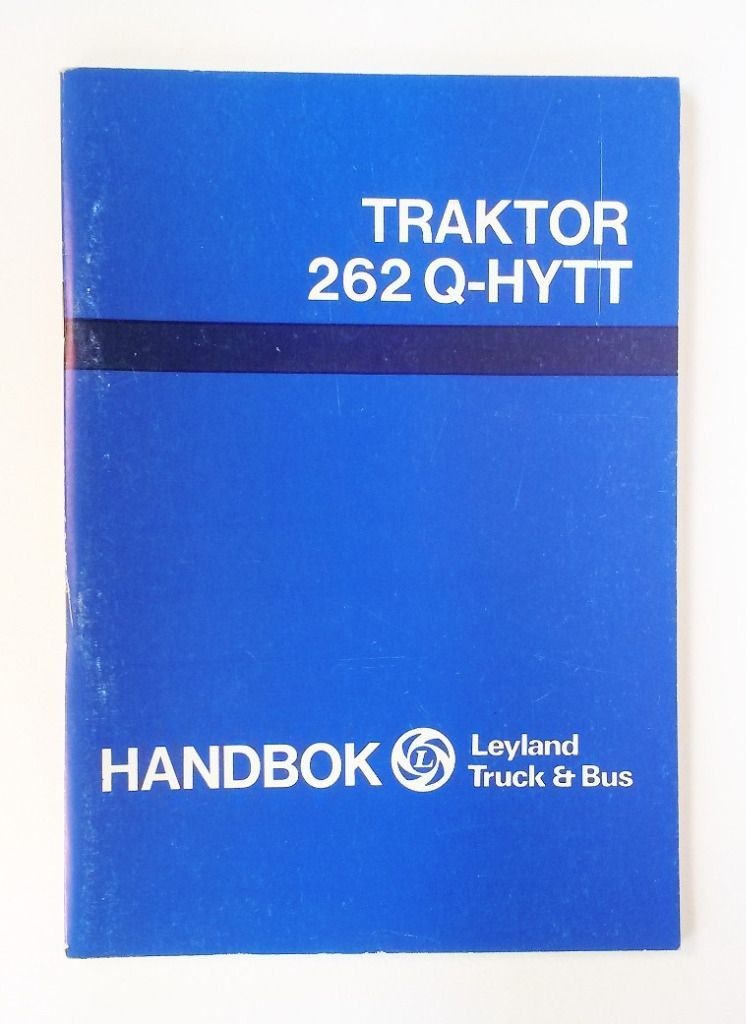 TRAKTOR
262 Q-HYTT
HANDBOK
L
Leyland
Truck & Bus